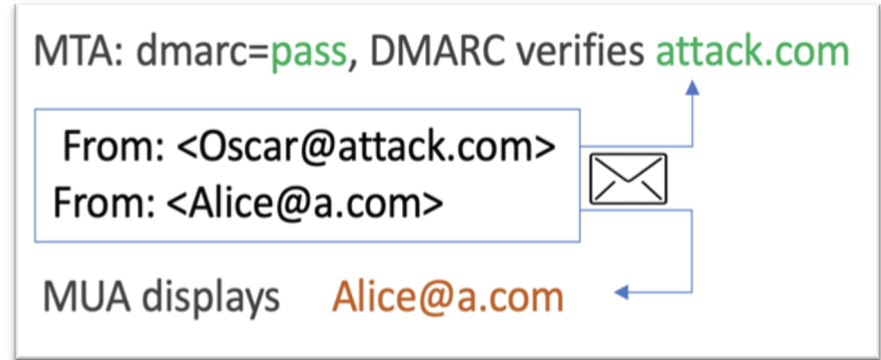 MTA: dmarc=pass, DMARC verifies attack.com
From: <Oscar@attack.com>
From: <Alice@a.com>
MUA displays Alice@a.com